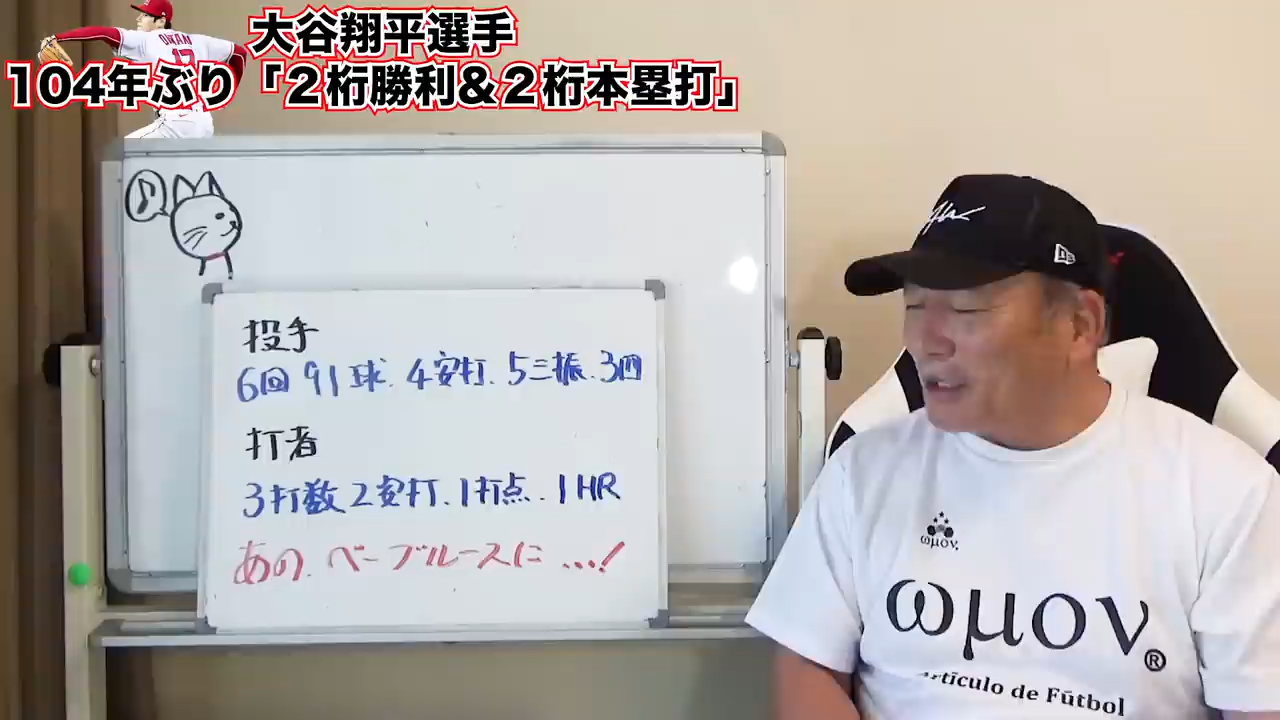 大谷翔平選手
104年ぶり「2桁勝利&2桁本塁打」
投手
6回 91球. 4安打. 5三振. 3四
打者
3打数 2安打. 1打点. 1HR
あの. ベーブルースに…!
ωμον
ωμον®
rtículo de Fútbol